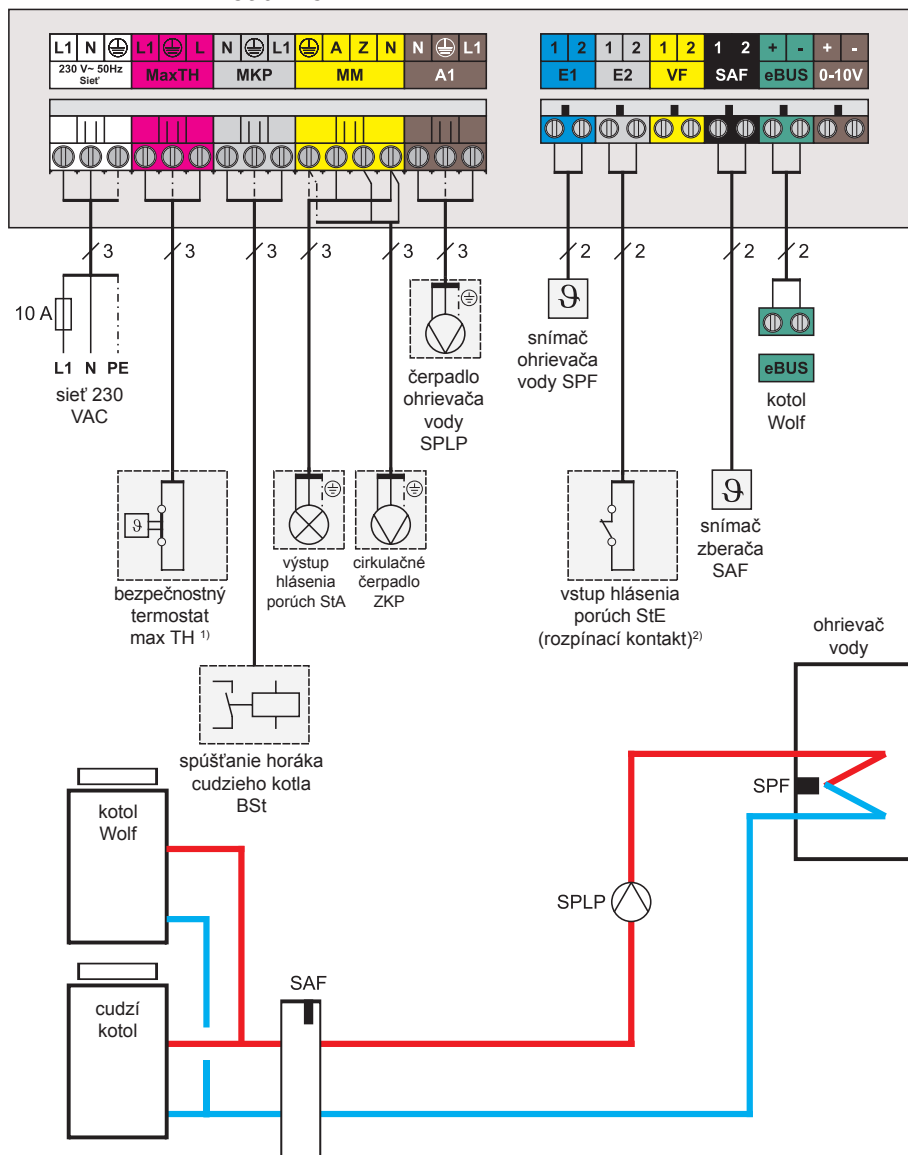 L1 N L1 L N L1 A Z N N L1
230 V~ 50Hz
Sieť
MaxTH MKP MM A1
1 2 1 2 1 2 1 2 + - + -
E1 E2 VF SAF eBUS 0-10V
3 3 3 3 3 3 2 2 2 2
10 A
L1 N PE
sieť 230
VAC
čerpadlo
ohrievača
vody
SPLP
ϑ
snímač
ohrievača
vody SPF
eBUS
kotol
Wolf
ϑ
bezpečnostný
termostat
max TH 1)
výstup
hlásenia
porúch StA
cirkulačné
čerpadlo
ZKP
vstup hlásenia
porúch StE
(rozpínací kontakt)2)
ϑ
snímač
zberača
SAF
spúšťanie horáka
cudzieho kotla
BSt
ohrievač
vody
SPF
kotol
Wolf
SPLP
SAF
cudzí
kotol